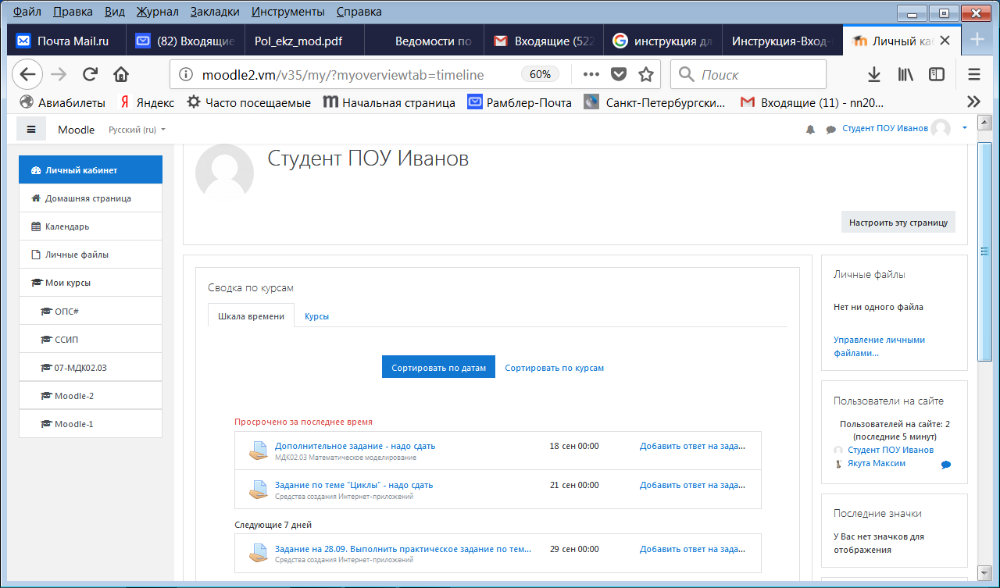 Файл Правка Вид Журнал Закладки Инструменты Справка
Почта Mail.ru (82) Входящие Pol_ekz_mod.pdf Ведомости по Входящие (522 инструкция дл Инструкция-Вход- Личный каб
moodle2.vm/v35/my/?myoverviewtab=timeline 60% Поиск
Авиабилеты Яндекс Часто посещаемые Начальная страница Рамблер-Почта Санкт-Петербургски... Входящие (11) - nn20...
Moodle Русский (ru) Студент ПОУ Иванов
Личный кабинет
Домашняя страница
Календарь
Личные файлы
Мои курсы
ОПС#
ССИП
07-МДК02.03
Moodle-2
Moodle-1
Студент ПОУ Иванов
Настроить эту страницу
Сводка по курсам
Шкала времени Курсы
Сортировать по датам Сортировать по курсам
Просрочено за последнее время
Дополнительное задание - надо сдать 18 сен 00:00 Добавить ответ на зада...
МДК02.03 Математическое моделирование
Задание по теме "Циклы" - надо сдать 21 сен 00:00 Добавить ответ на зада...
Средства создания Интернет-приложений
Следующие 7 дней
Задание на 28.09. Выполнить практическое задание по тем... 29 сен 00:00 Добавить ответ на зада...
Средства создания Интернет-приложений
Личные файлы
Нет ни одного файла
Управление личными
файлами...
Пользователи на сайте
Пользователей на сайте: 2
(последние 5 минут)
Студент ПОУ Иванов
Якута Максим
Последние значки
У Вас нет значков для
отображения